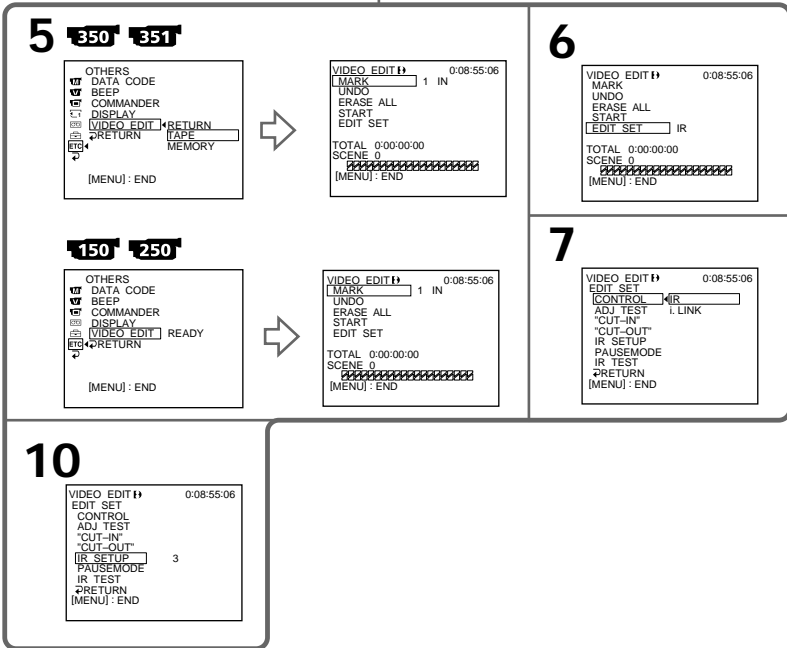 5 350 351
OTHERS
DATA CODE
BEEP
COMMANDER
DISPLAY
VIDEO EDIT RETURN
RETURN TAPE
ETC MEMORY
[MENU] : END
VIDEO EDIT 0:08:55:06
MARK 1 IN
UNDO
ERASE ALL
START
EDIT SET
TOTAL 0:00:00:00
SCENE 0
[MENU] : END
150 250
OTHERS
DATA CODE
BEEP
COMMANDER
DISPLAY
VIDEO EDIT READY
ETC RETURN
[MENU] : END
VIDEO EDIT 0:08:55:06
MARK 1 IN
UNDO
ERASE ALL
START
EDIT SET
TOTAL 0:00:00:00
SCENE 0
[MENU] : END
6
VIDEO EDIT 0:08:55:06
MARK
UNDO
ERASE ALL
START
EDIT SET IR
TOTAL 0:00:00:00
SCENE 0
[MENU] : END
7
VIDEO EDIT 0:08:55:06
EDIT SET
CONTROL IR
ADJ TEST i. LINK
"CUT–IN"
"CUT–OUT"
IR SETUP
PAUSEMODE
IR TEST
RETURN
[MENU] : END
10
VIDEO EDIT 0:08:55:06
EDIT SET
CONTROL
ADJ TEST
"CUT–IN"
"CUT–OUT"
IR SETUP 3
PAUSEMODE
IR TEST
RETURN
[MENU] : END